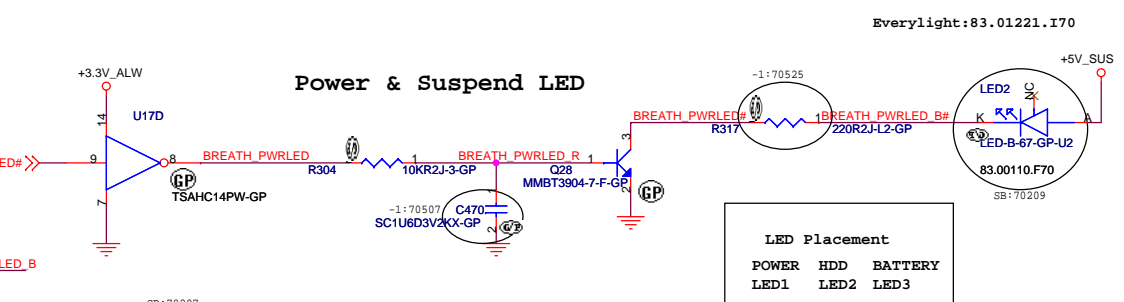 Everylight:83.01221.I70
+3.3V_ALW
Power & Suspend LED
-1:70525
+5V_SUS
LED2
NC
14
U17D
BREATH_PWRLED#
1
BREATH_PWRLED_B#
K
A
R317
220R2J-L2-GP
LED-B-67-GP-U2
3
ED#
9
8
BREATH_PWRLED
BREATH_PWRLED_R
1
R304
1
10KR2J-3-GP
Q28
MMBT3904-7-F-GP
GP
83.00110.F70
GP
TSAHC14PW-GP
2
SB:70209
7
1
-1:70507
C470
SC1U6D3V2KX-GP
2
LED Placement
LED_B
POWER HDD BATTERY
LED1 LED2 LED3